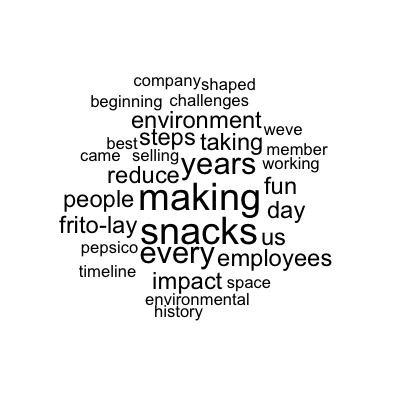 company shaped
beginning challenges
environment weve
best steps taking member
came selling years working
reduce fun
people making day
frito-lay snacks us
pepsico every employees
timeline impact space
environmental
history